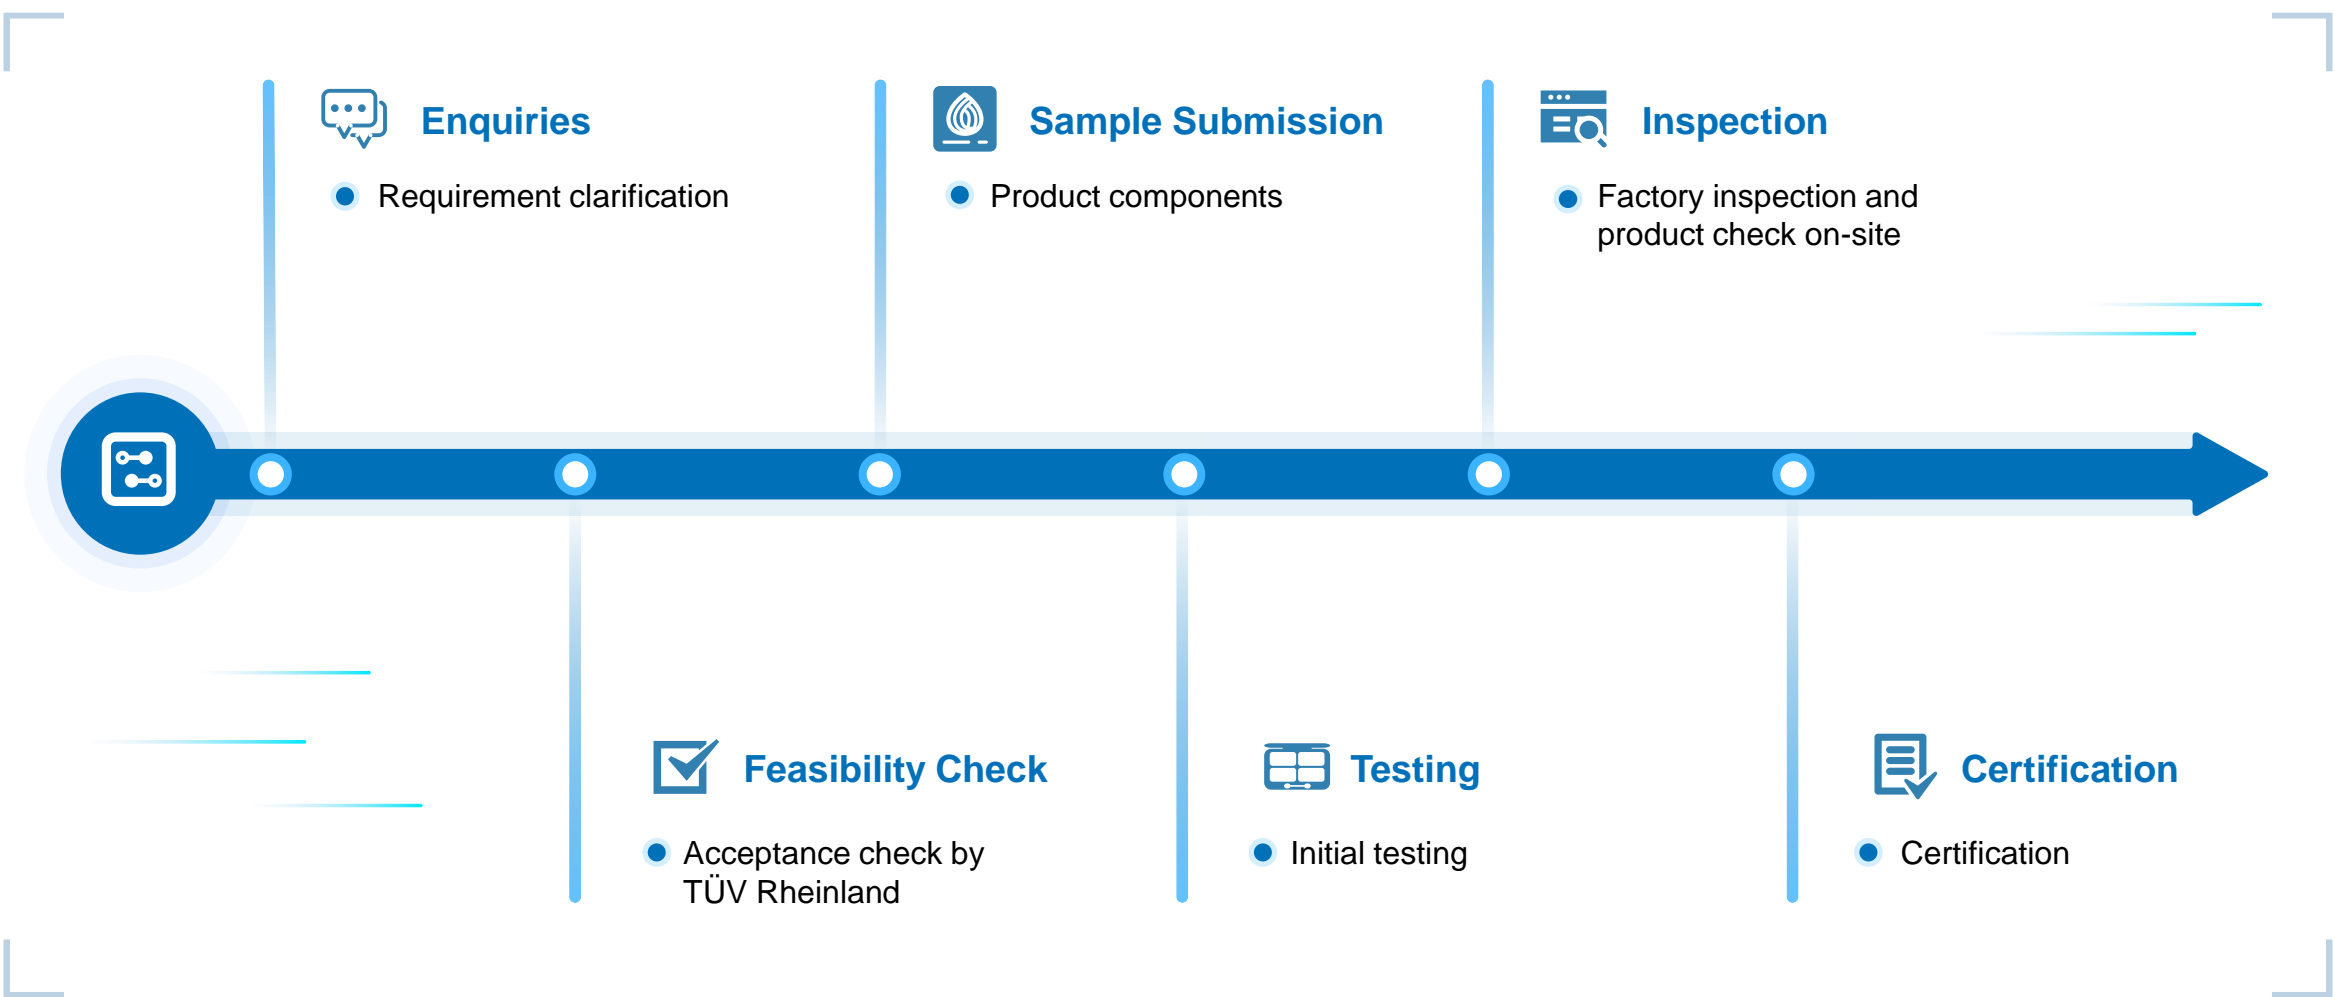 Enquiries
Requirement clarification
Sample Submission
Product components
Inspection
Factory inspection and
product check on-site
Feasibility Check
Acceptance check by
TÜV Rheinland
Testing
Initial testing
Certification
Certification